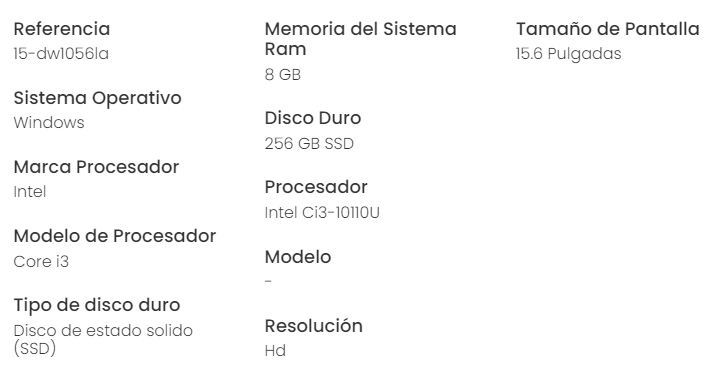 Referencia
15-dw1056la
Sistema Operativo
Windows
Marca Procesador
Intel
Modelo de Procesador
Core i3
Tipo de disco duro
Disco de estado solido
(SSD)
Memoria del Sistema
Ram
8 GB
Disco Duro
256 GB SSD
Procesador
Intel Ci3-10110U
Modelo
-
Resolución
Hd
Tamaño de Pantalla
15.6 Pulgadas